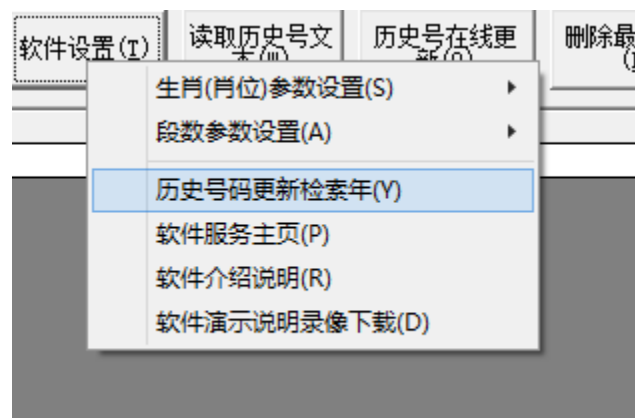 软件设置(I) 读取历史号文 历史号在线更 删除最
生肖(肖位)参数设置(S)
段数参数设置(A)
历史号码更新检索年(Y)
软件服务主页(P)
软件介绍说明(R)
软件演示说明录像下载(D)